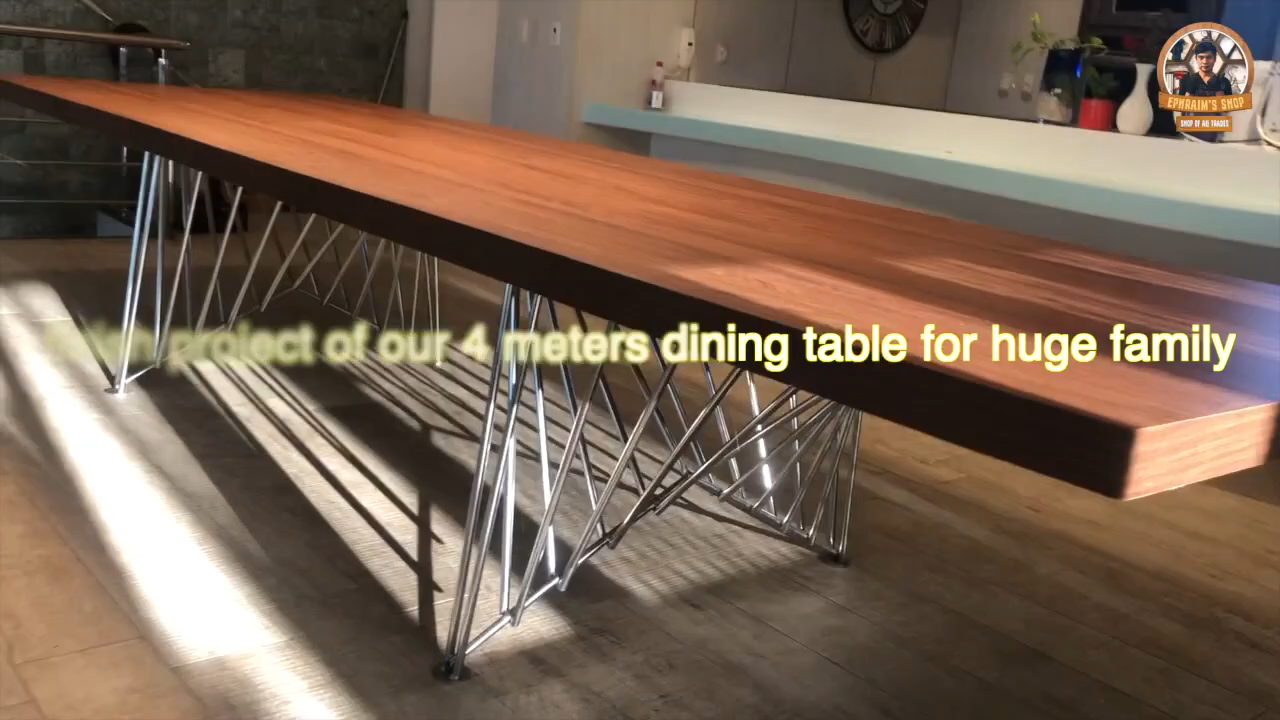 project of our 4 meters dining table for huge family
EPHRAIM'S SHOP
SHOP OF All TRADES